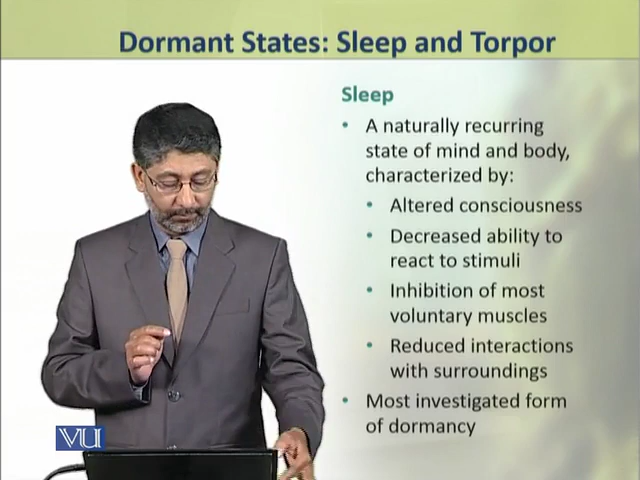 Dormant States: Sleep and Torpor
Sleep
• A naturally recurring
state of mind and body,
characterized by:
• Altered consciousness
• Decreased ability to
react to stimuli
• Inhibition of most
voluntary muscles
• Reduced interactions
with surroundings
• Most investigated form
of dormancy
VU